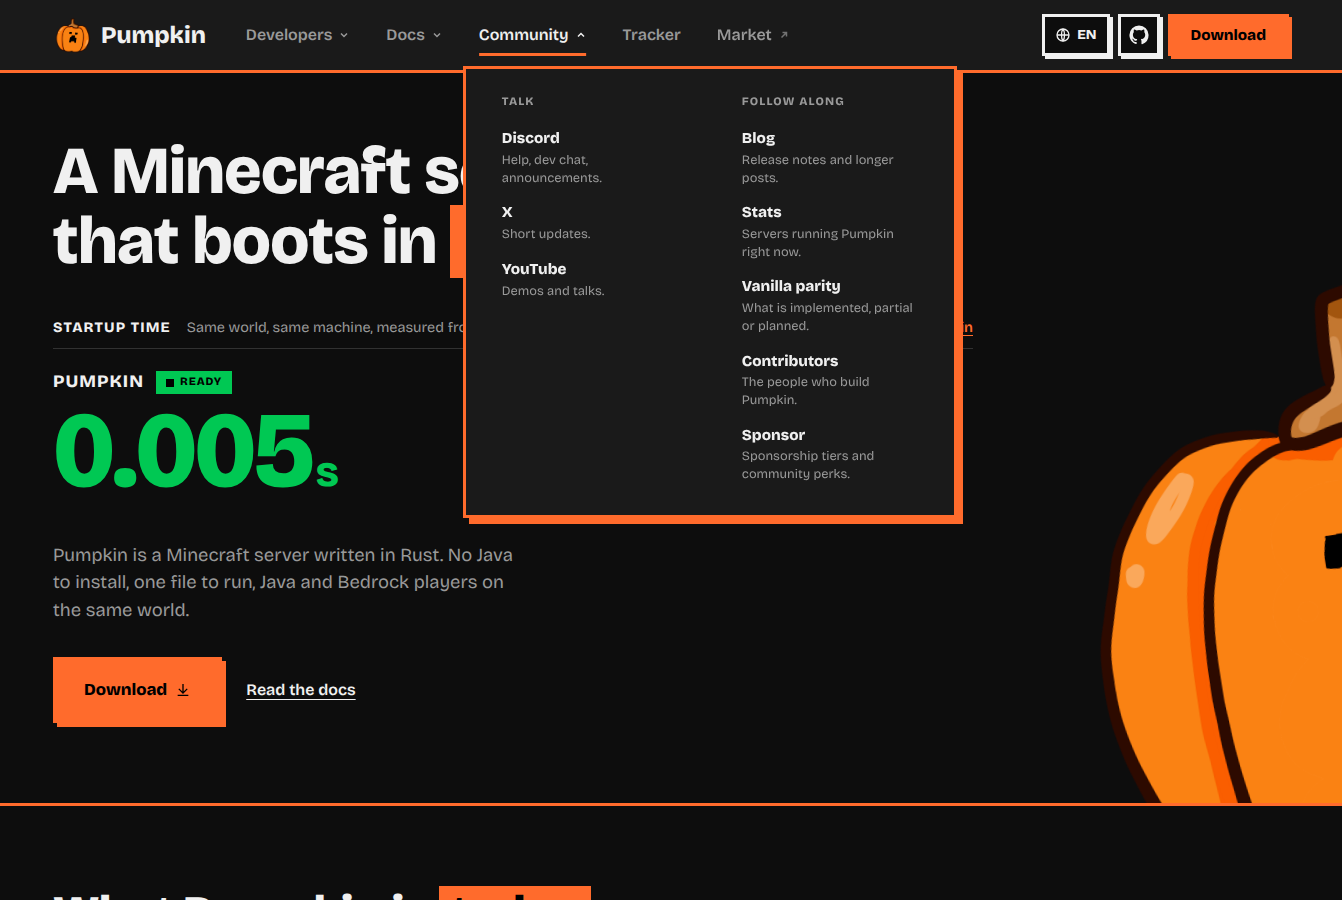 Pumpkin
Developers
Docs
Community
Tracker
Market
EN
Download
TALK
Discord
Help, dev chat,
announcements.
X
Short updates.
YouTube
Demos and talks.
FOLLOW ALONG
Blog
Release notes and longer
posts.
Stats
Servers running Pumpkin
right now.
Vanilla parity
What is implemented, partial
or planned.
Contributors
The people who build
Pumpkin.
Sponsor
Sponsorship tiers and
community perks.
A Minecraft
that boots in
STARTUP TIME Same world, same machine, measured
PUMPKIN READY
0.005s
Pumpkin is a Minecraft server written in Rust. No Java
to install, one file to run, Java and Bedrock players on
the same world.
Download
Read the docs
What Pumpkin is